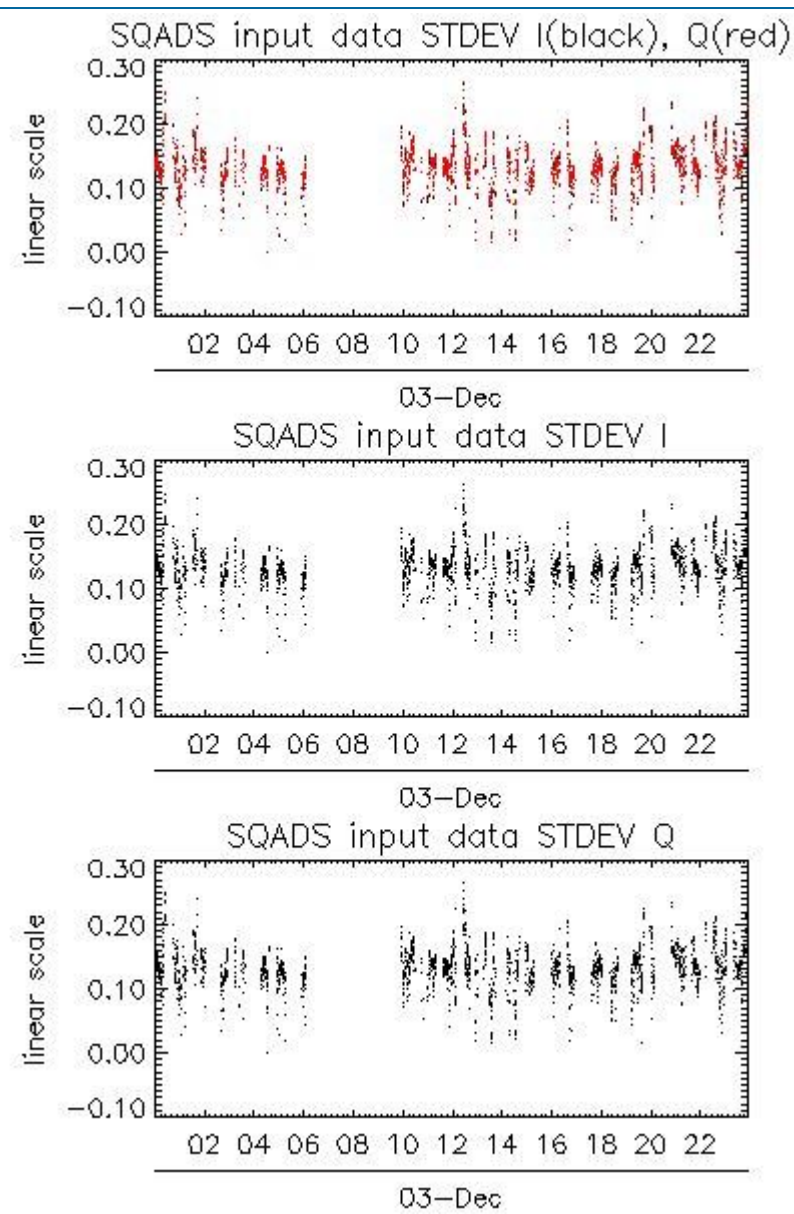 SQADS input data STDEV I(black), Q(red)
0.30
0.20
0.10
0.00
-0.10
linear scale
02 04 06 08 10 12 14 16 18 20 22
03-Dec
SQADS input data STDEV I
0.30
0.20
0.10
0.00
-0.10
linear scale
02 04 06 08 10 12 14 16 18 20 22
03-Dec
SQADS input data STDEV Q
0.30
0.20
0.10
0.00
-0.10
linear scale
02 04 06 08 10 12 14 16 18 20 22
03-Dec